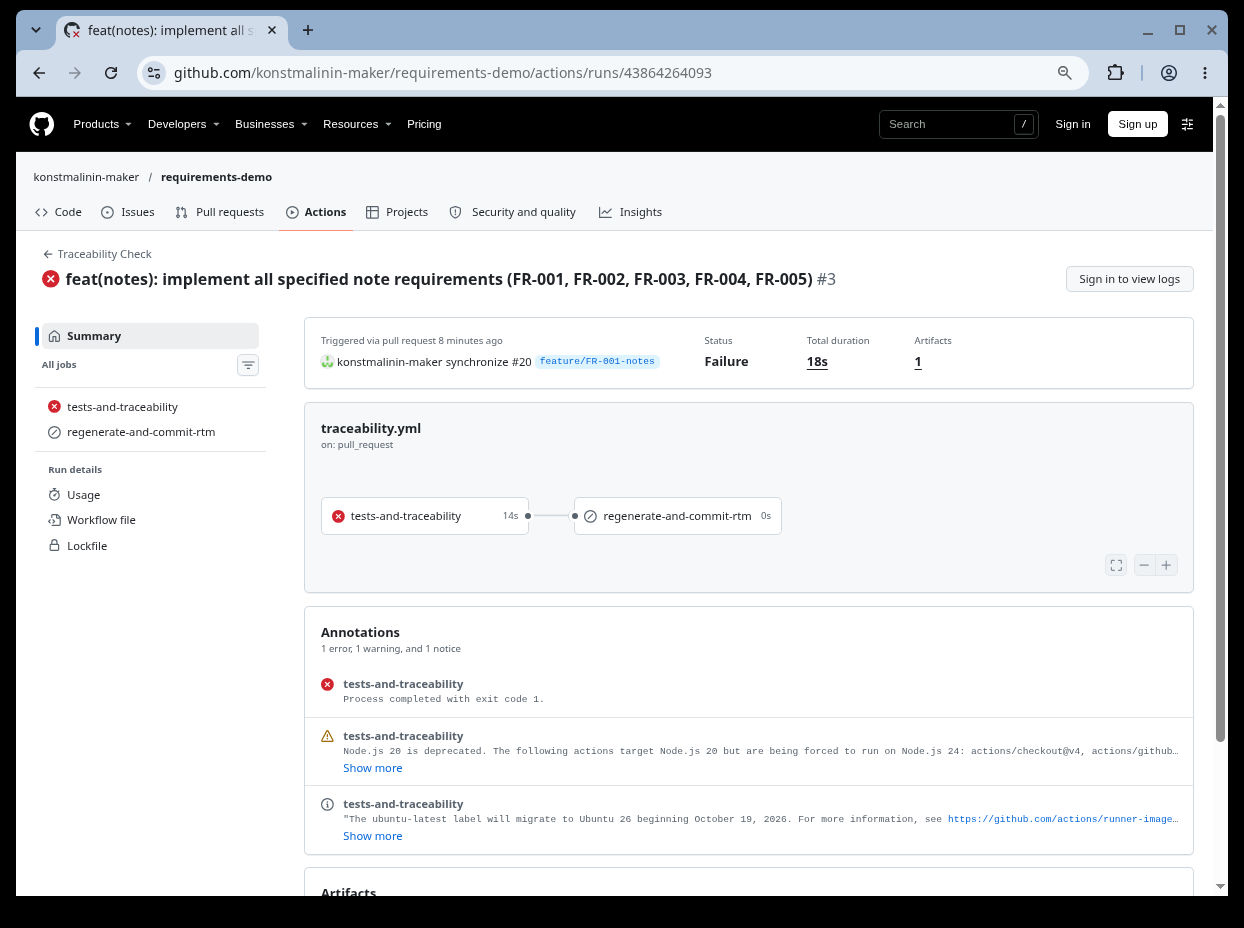 feat(notes): implement all s
github.com/konstmalinin-maker/requirements-demo/actions/runs/43864264093
Products Developers Businesses Resources Pricing Search / Sign in Sign up
konstmalinin-maker / requirements-demo
Code Issues Pull requests Actions Projects Security and quality Insights
Traceability Check
feat(notes): implement all specified note requirements (FR-001, FR-002, FR-003, FR-004, FR-005) #3
Sign in to view logs
Summary
All jobs
tests-and-traceability
regenerate-and-commit-rtm
Run details
Usage
Workflow file
Lockfile
Triggered via pull request 8 minutes ago
konstmalinin-maker synchronize #20 feature/FR-001-notes
Status
Failure
Total duration
18s
Artifacts
1
traceability.yml
on: pull_request
tests-and-traceability 14s
regenerate-and-commit-rtm 0s
Annotations
1 error, 1 warning, and 1 notice
tests-and-traceability
Process completed with exit code 1.
tests-and-traceability
Node.js 20 is deprecated. The following actions target Node.js 20 but are being forced to run on Node.js 24: actions/checkout@v4, actions/github…
Show more
tests-and-traceability
"The ubuntu-latest label will migrate to Ubuntu 26 beginning October 19, 2026. For more information, see https://github.com/actions/runner-image…
Show more
Artifacts